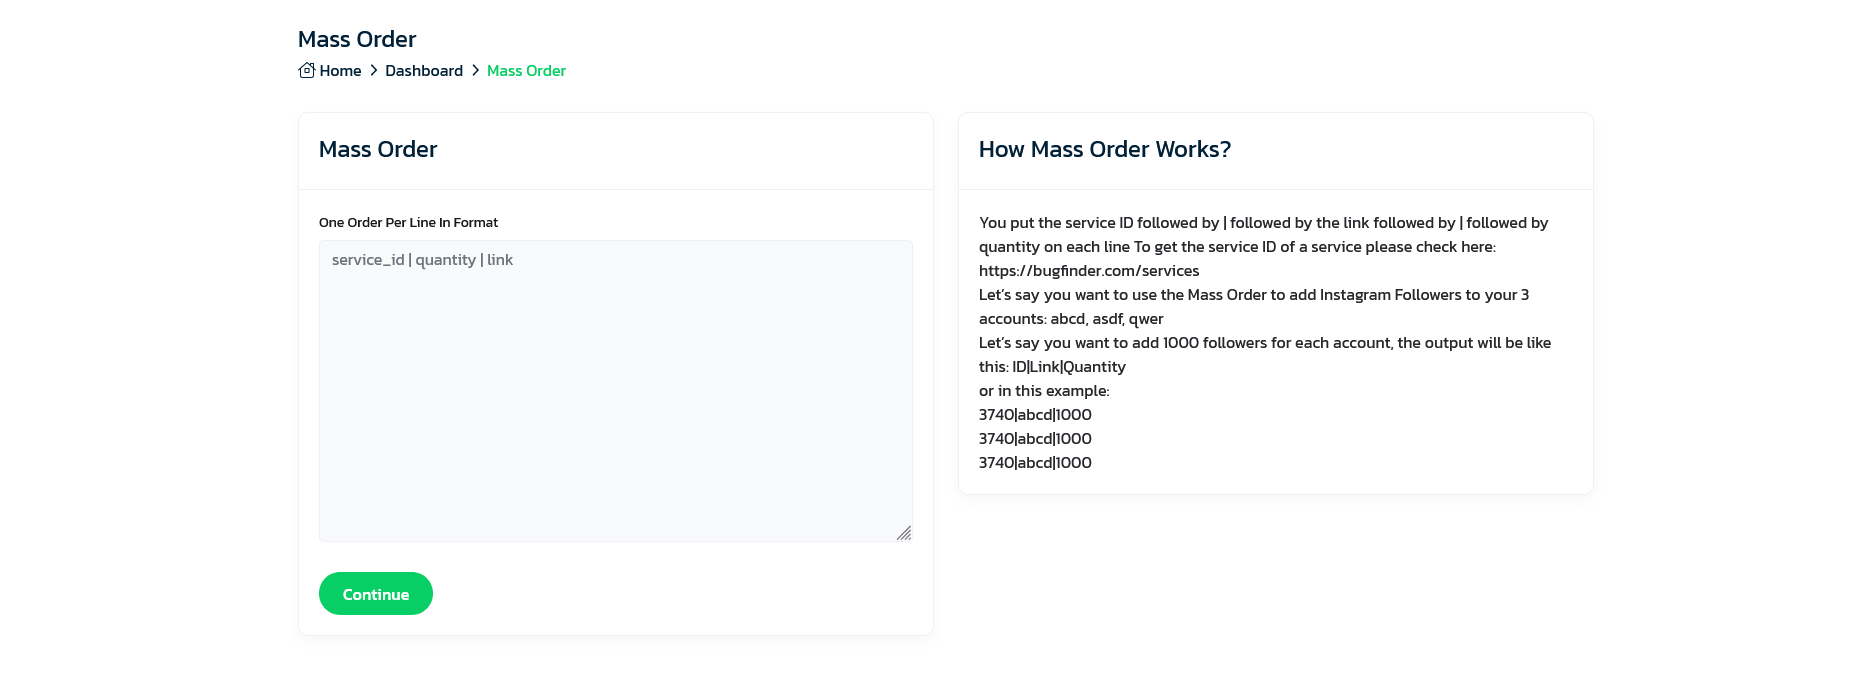 Mass Order
Home > Dashboard > Mass Order
Mass Order
One Order Per Line In Format
service_id | quantity | link
Continue
How Mass Order Works?
You put the service ID followed by | followed by the link followed by | followed by
quantity on each line To get the service ID of a service please check here:
https://bugfinder.com/services
Let's say you want to use the Mass Order to add Instagram Followers to your 3
accounts: abcd, asdf, qwer
Let's say you want to add 1000 followers for each account, the output will be like
this: ID|Link|Quantity
or in this example:
3740|abcd|1000
3740|abcd|1000
3740|abcd|1000